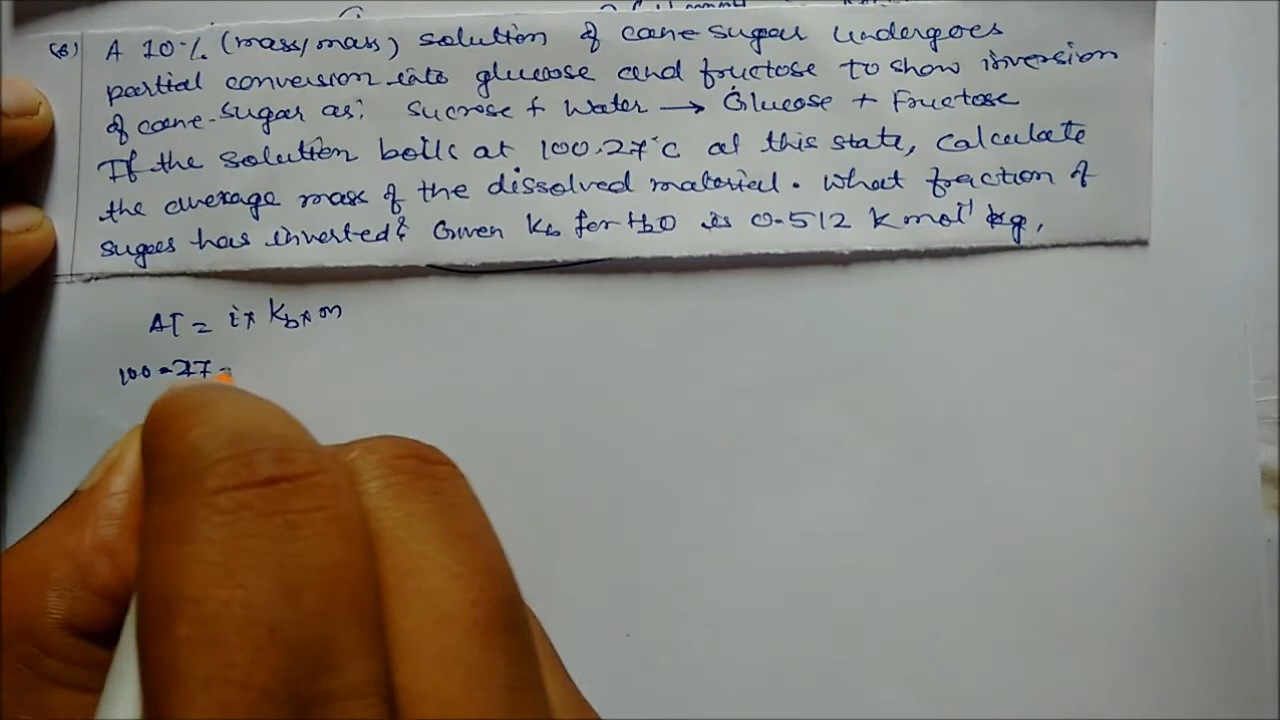 (6) A 10% (mass/mass) solution of cane sugar undergoes
partial conversion into glucose and fructose to show inversion
of cane-sugar as: Sucrose + Water → Glucose + Fructose
If the solution boils at 100.27°C at this state, calculate
the average mass of the dissolved material. What fraction of
sugar has inverted? Given Kb for H2O is 0.512 K mol⁻¹ kg.
ΔT = i × Kb × m
100.27 -